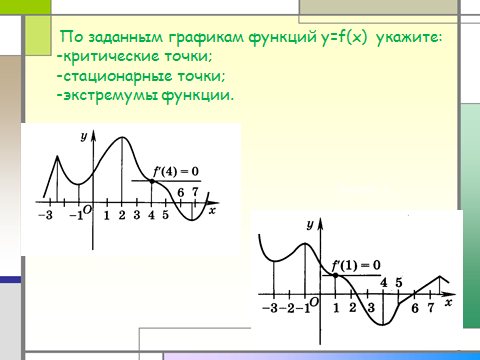 По заданным графикам функций y=f(x) укажите:
-критические точки;
-стационарные точки;
-экстремумы функции.
y
f′(4) = 0
6 7
−3 −1 O 1 2 3 4 5 x
y
f′(1) = 0
4 5
−3 −2 −1 O 1 2 3 6 7 x